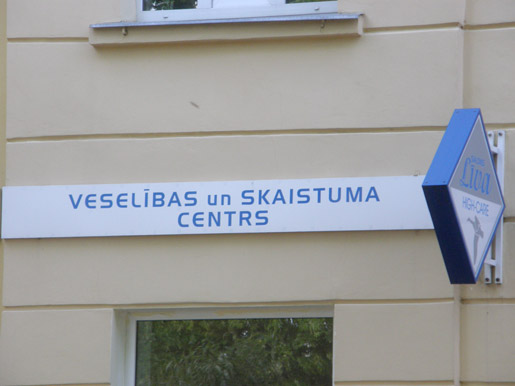 VESELĪBAS un SKAISTUMA
CENTRS
Līva
HIGH-CARE